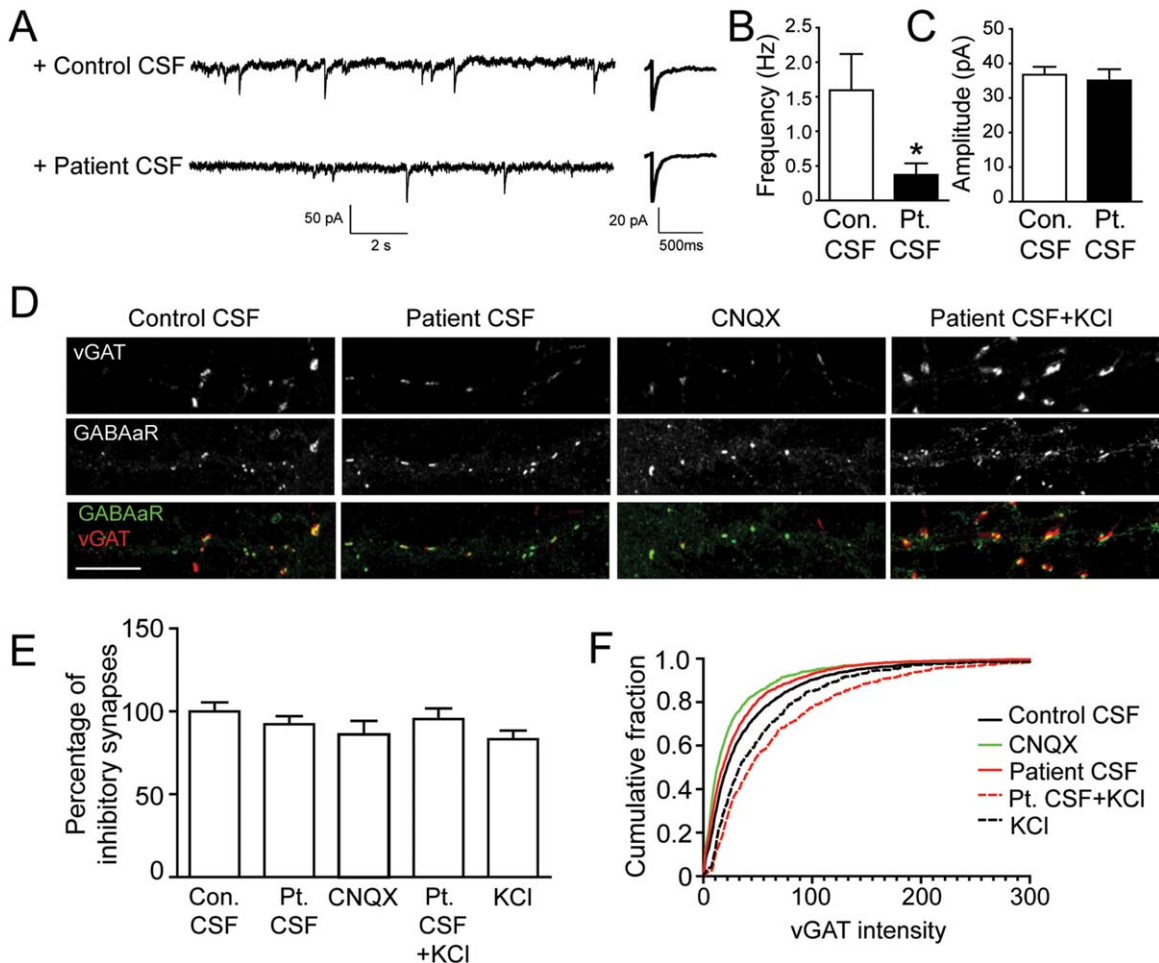 A
+ Control CSF
+ Patient CSF
50 pA
2 s
20 pA
500ms
B
Frequency (Hz)
2.5
2.0
1.5
1.0
0.5
0
*
Con.
CSF
Pt.
CSF
C
Amplitude (pA)
50
40
30
20
10
0
Con.
CSF
Pt.
CSF
D
Control CSF
Patient CSF
CNQX
Patient CSF+KCl
vGAT
GABAaR
GABAaR
vGAT
E
Percentage of
inhibitory synapses
150
100
50
0
Con.
CSF
Pt.
CSF
CNQX
Pt.
CSF
+KCl
KCl
F
Cumulative fraction
1.0
0.8
0.6
0.4
0.2
0
0
100
200
300
vGAT intensity
Control CSF
CNQX
Patient CSF
Pt. CSF+KCl
KCl